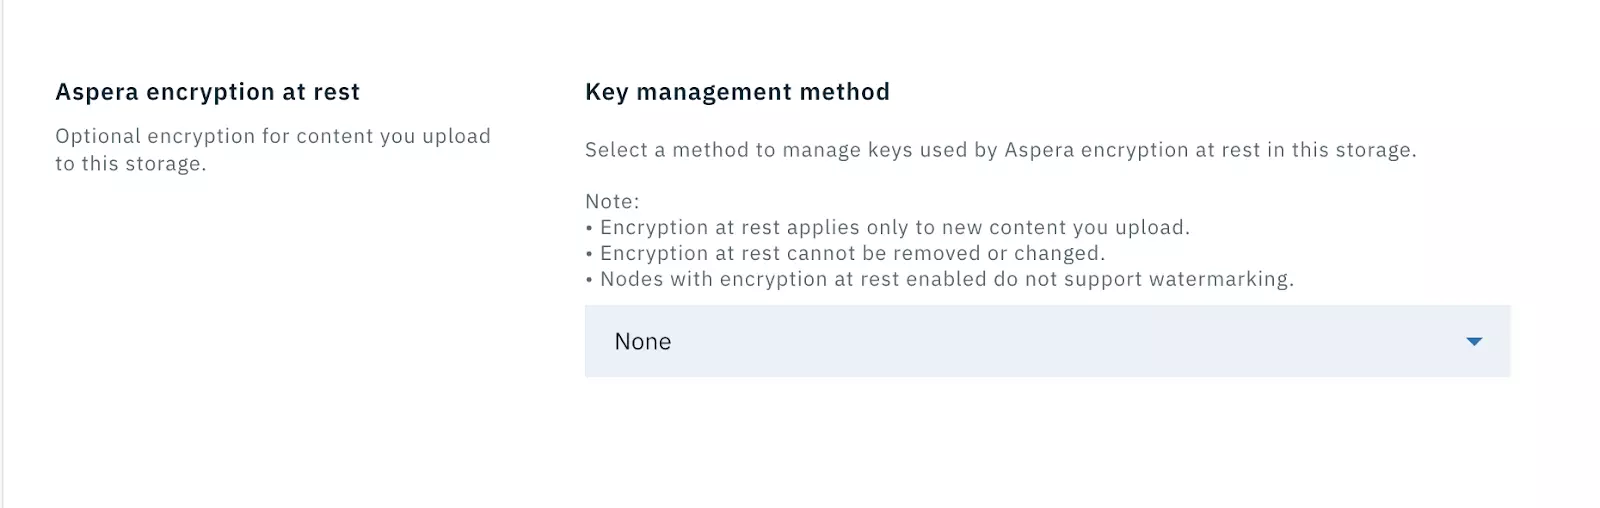 Aspera encryption at rest
Optional encryption for content you upload
to this storage.
Key management method
Select a method to manage keys used by Aspera encryption at rest in this storage.
Note:
• Encryption at rest applies only to new content you upload.
• Encryption at rest cannot be removed or changed.
• Nodes with encryption at rest enabled do not support watermarking.
None